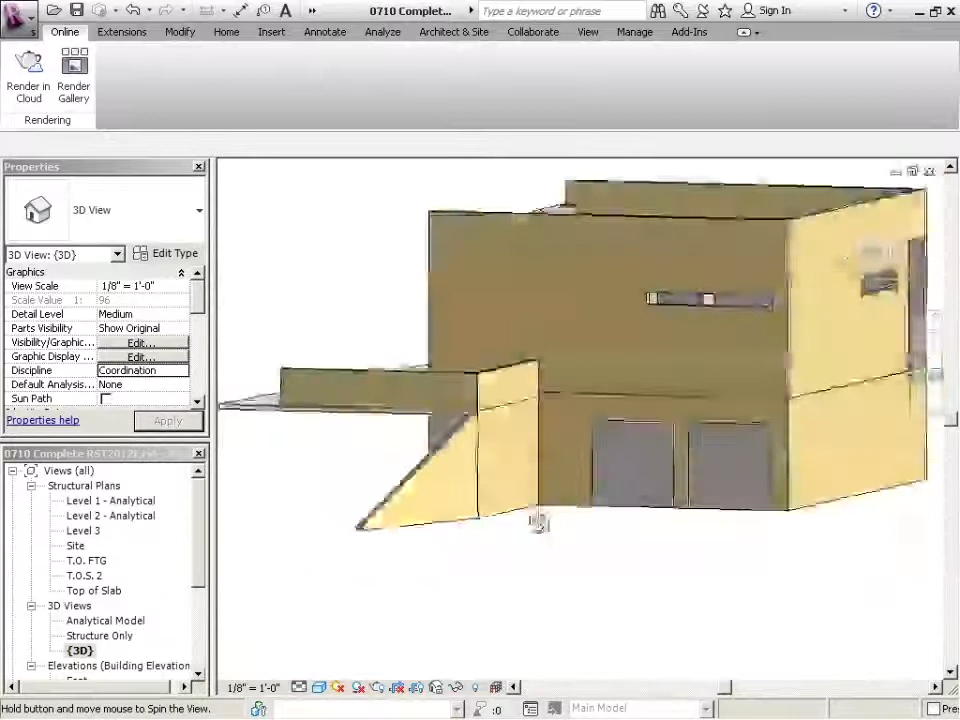 0710 Complet...
Type a keyword or phrase
Sign In
Online
Extensions
Modify
Home
Insert
Annotate
Analyze
Architect & Site
Collaborate
View
Manage
Add-Ins
Render in Cloud
Render Gallery
Rendering
Properties
3D View
3D View: {3D}
Edit Type
Graphics
View Scale 1/8" = 1'-0"
Scale Value 1: 96
Detail Level Medium
Parts Visibility Show Original
Visibility/Graphic... Edit...
Graphic Display ... Edit...
Discipline Coordination
Default Analysis... None
Sun Path
Properties help
Apply
Views (all)
Structural Plans
Level 1 - Analytical
Level 2 - Analytical
Level 3
Site
T.O. FTG
T.O.S. 2
Top of Slab
3D Views
Analytical Model
Structure Only
{3D}
Elevations (Building Elevation
1/8" = 1'-0"
Hold button and move mouse to Spin the View.
:0
Main Model